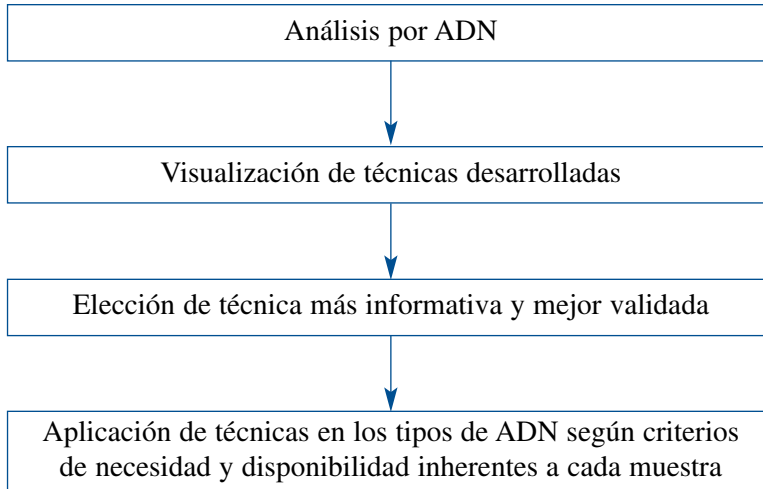 Análisis por ADN
Visualización de técnicas desarrolladas
Elección de técnica más informativa y mejor validada
Aplicación de técnicas en los tipos de ADN según criterios
de necesidad y disponibilidad inherentes a cada muestra